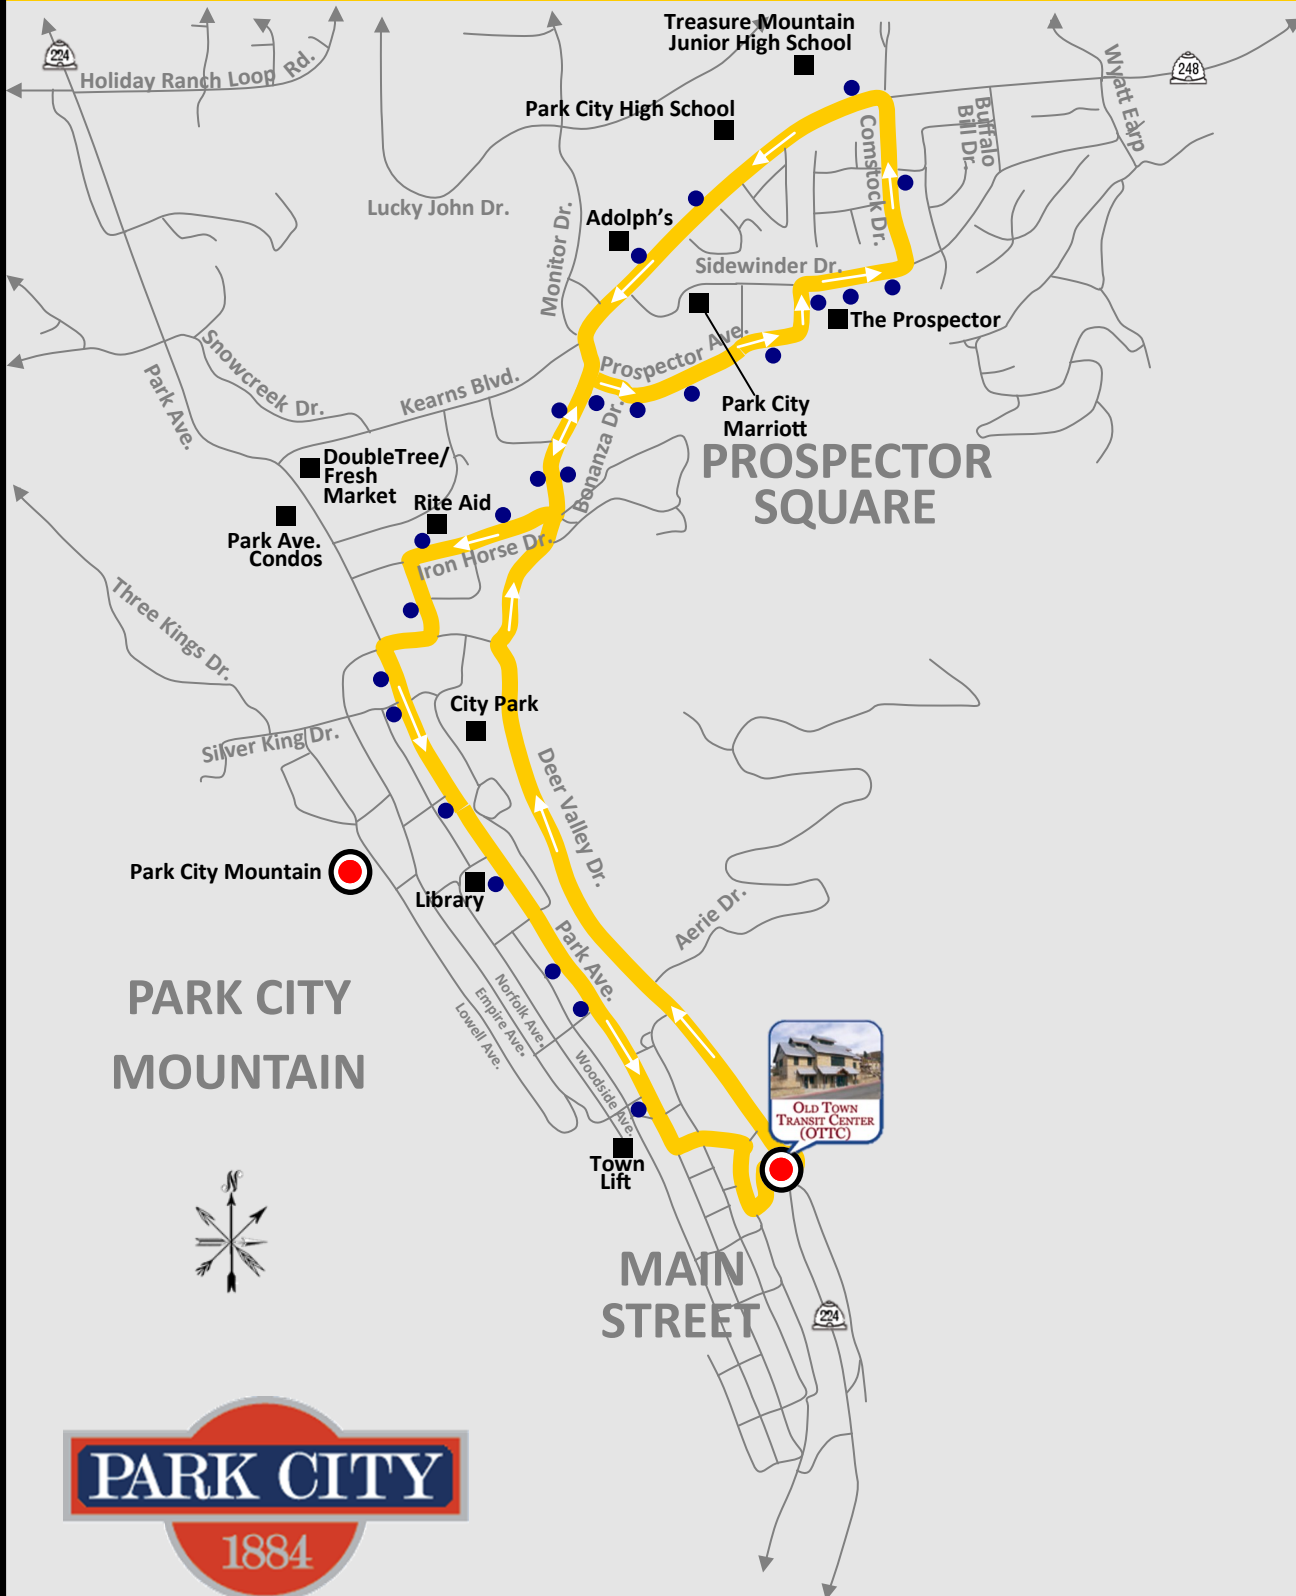 Treasure Mountain
Junior High School
224
Holiday Ranch Loop Rd.
248
Wyatt Earp
Park City High School
Buffalo
Bill Dr.
Comstock Dr.
Lucky John Dr.
Adolph's
Monitor Dr.
Sidewinder Dr.
The Prospector
Snowcreek Dr.
Prospector Ave.
Park Ave.
Kearns Blvd.
Park City
Marriott
Bonanza Dr.
PROSPECTOR
SQUARE
DoubleTree/
Fresh
Market
Rite Aid
Park Ave.
Condos
Iron Horse Dr.
Three Kings Dr.
City Park
Silver King Dr.
Deer Valley Dr.
Park City Mountain
Library
Aerie Dr.
Park Ave.
PARK CITY
MOUNTAIN
Norfolk Ave.
Empire Ave.
Lowell Ave.
Woodside Ave.
OLD TOWN
TRANSIT CENTER
(OTTC)
Town
Lift
N
MAIN
STREET
224
PARK CITY
1884